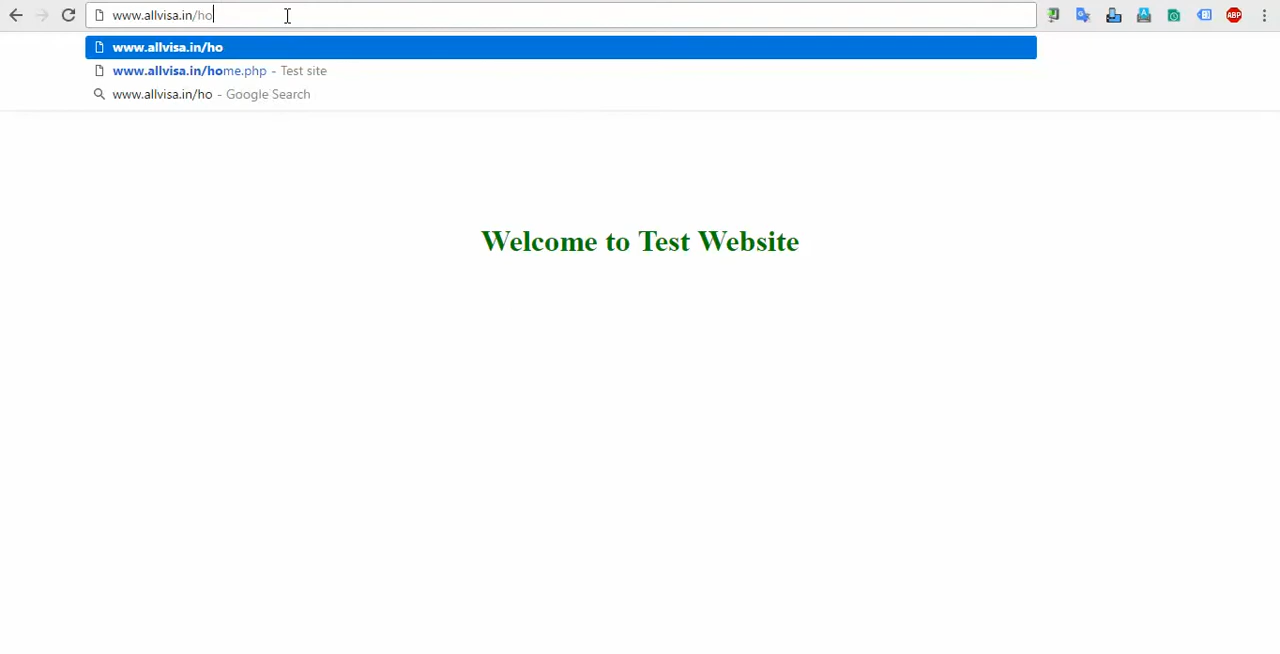 www.allvisa.in/ho
ABP
www.allvisa.in/ho
www.allvisa.in/home.php - Test site
www.allvisa.in/ho - Google Search
Welcome to Test Website